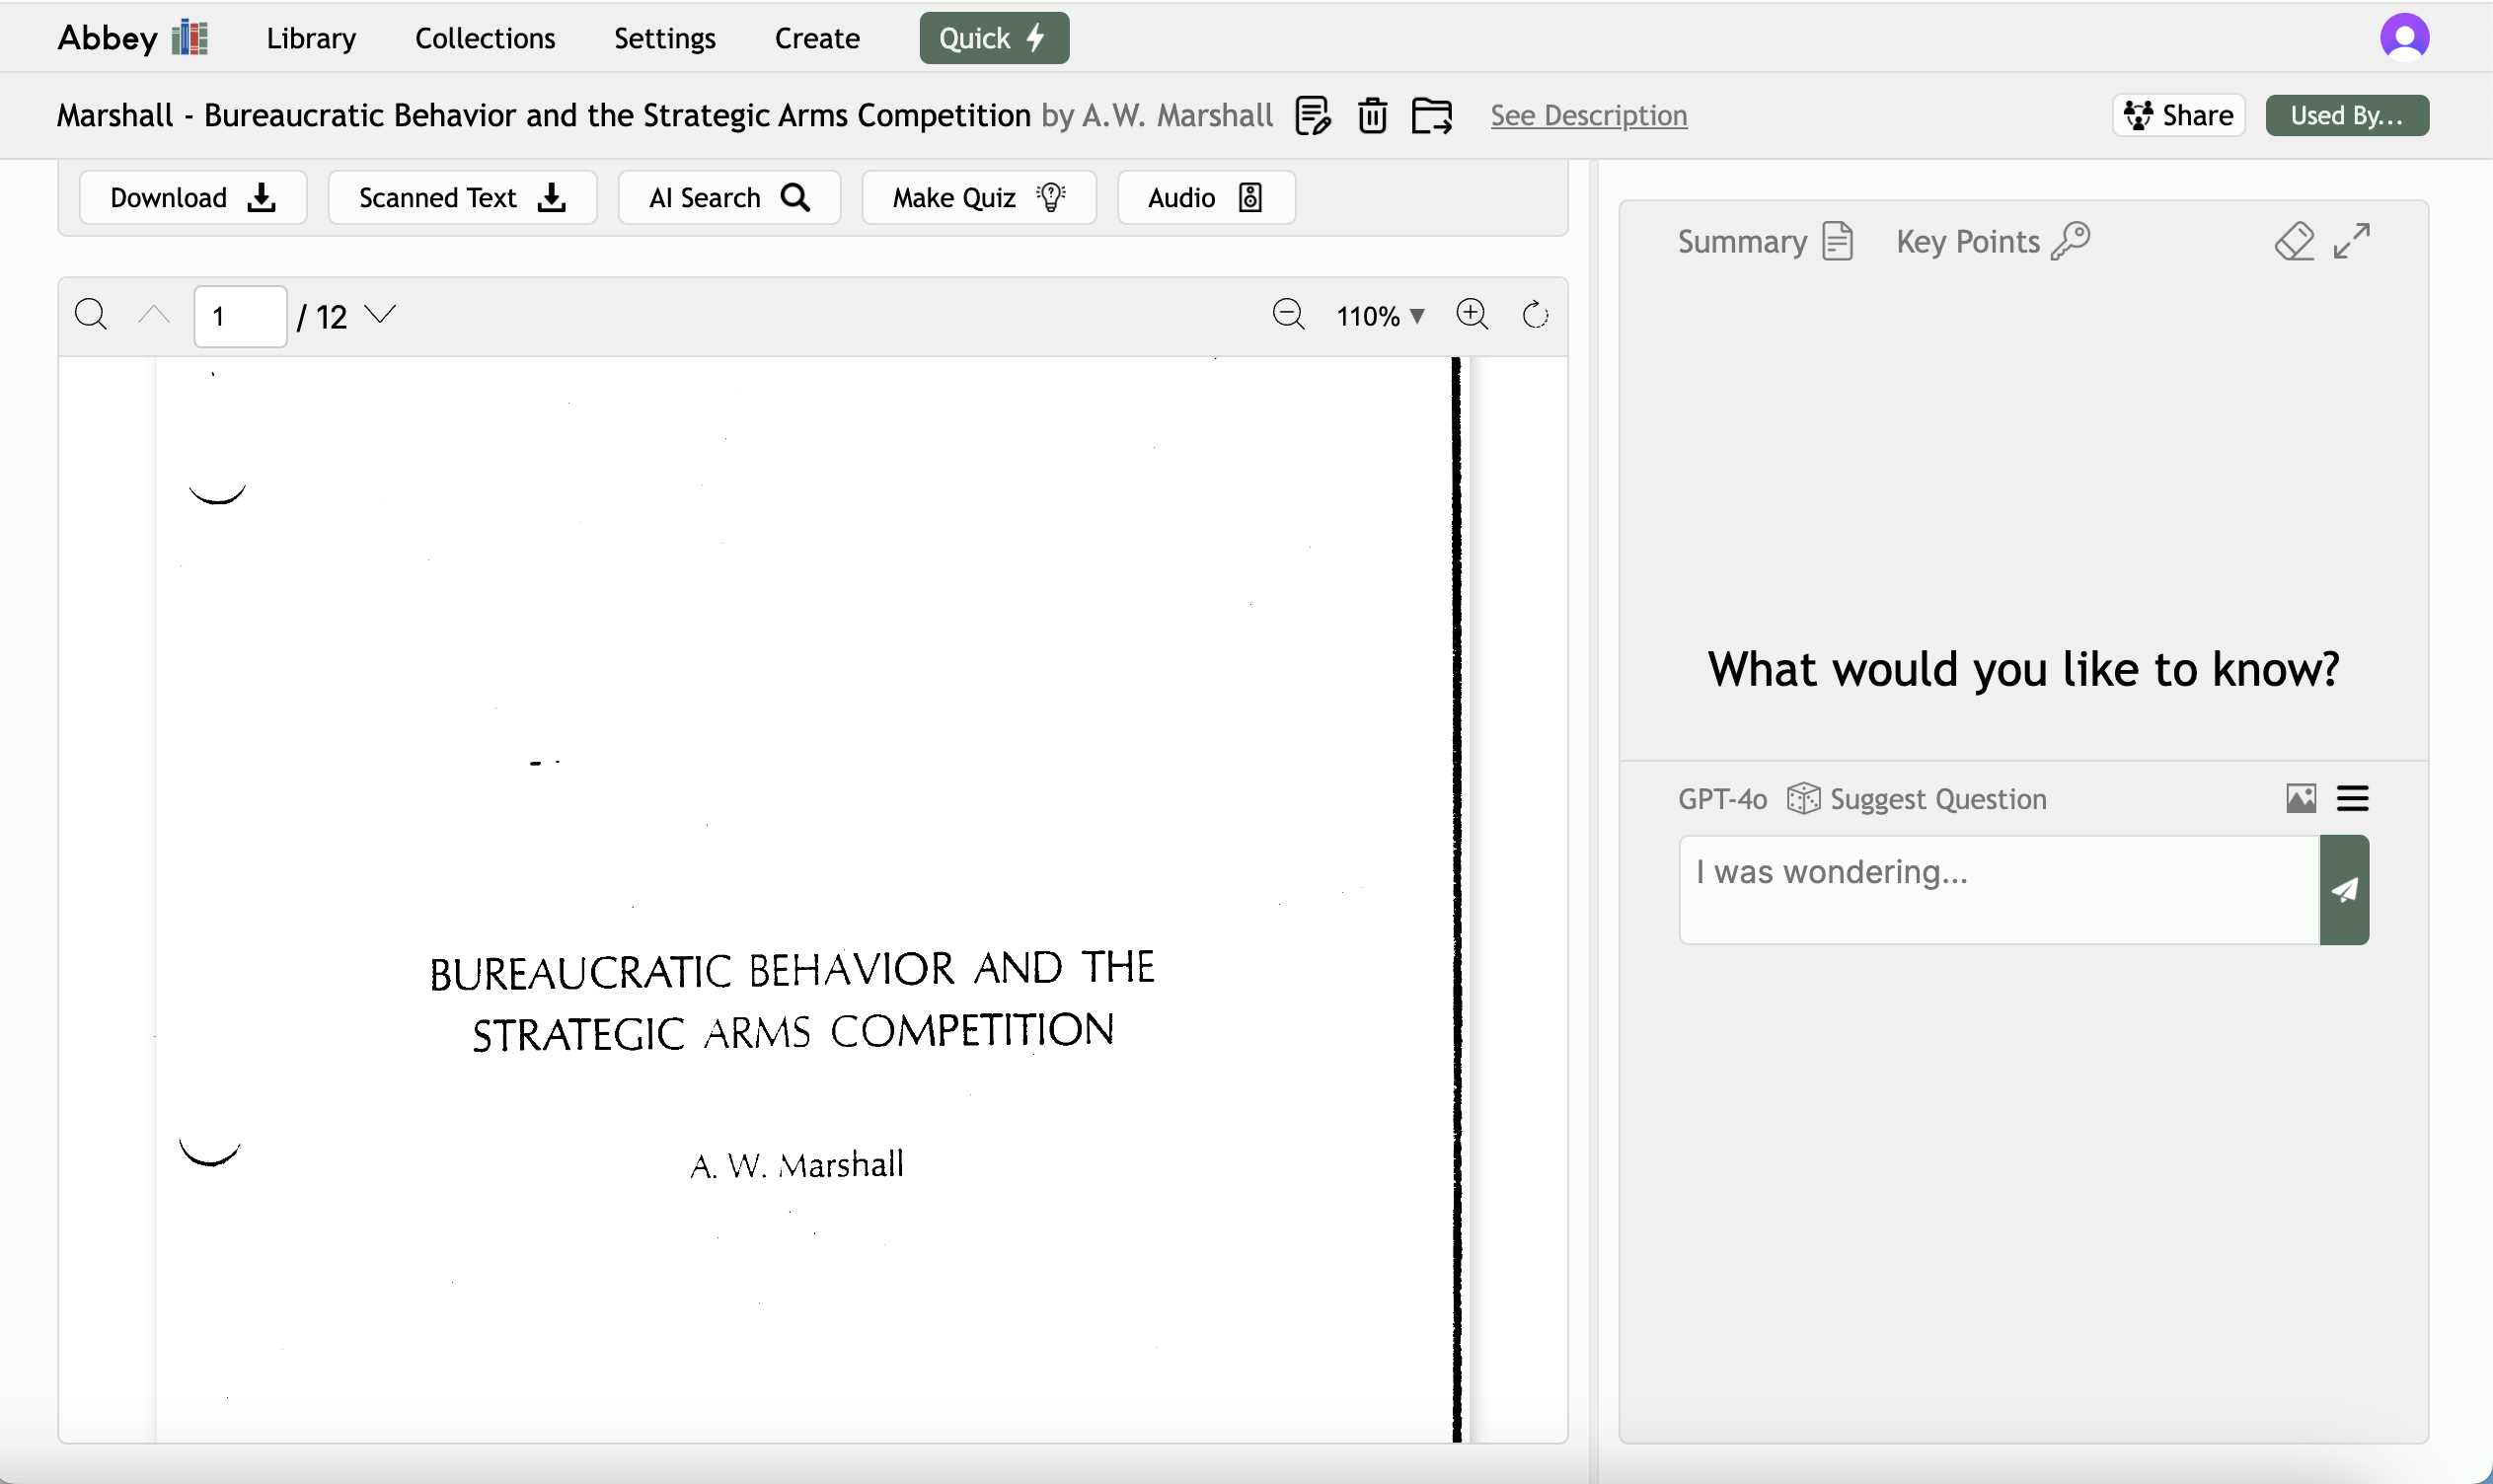 Abbey Library Collections Settings Create Quick
Marshall - Bureaucratic Behavior and the Strategic Arms Competition by A.W. Marshall See Description Share Used By...
Download Scanned Text AI Search Make Quiz Audio
1 / 12 110%
BUREAUCRATIC BEHAVIOR AND THE
STRATEGIC ARMS COMPETITION
A. W. Marshall
Summary Key Points
What would you like to know?
GPT-4o Suggest Question
I was wondering...